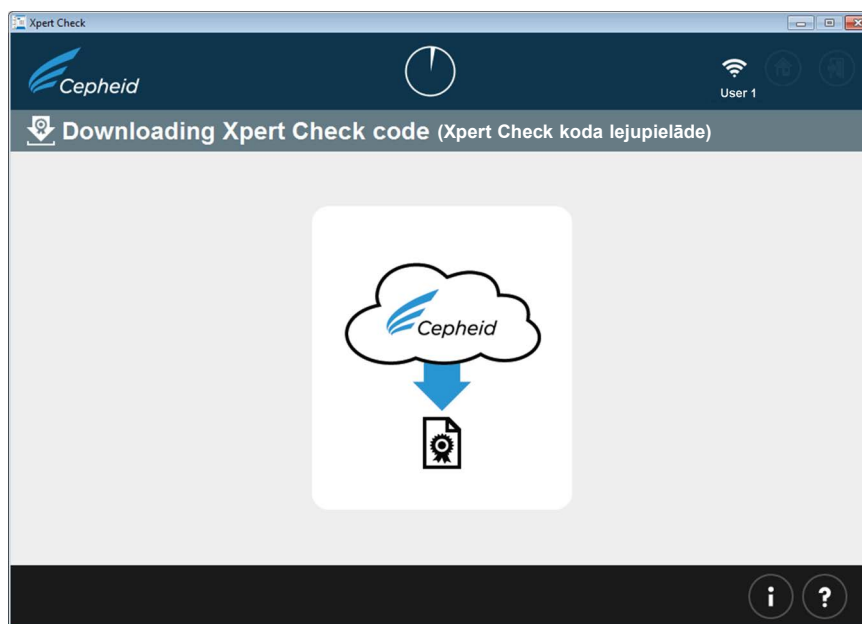 Xpert Check
Cepheid
User 1
Downloading Xpert Check code (Xpert Check koda lejupielāde)
Cepheid
i ?